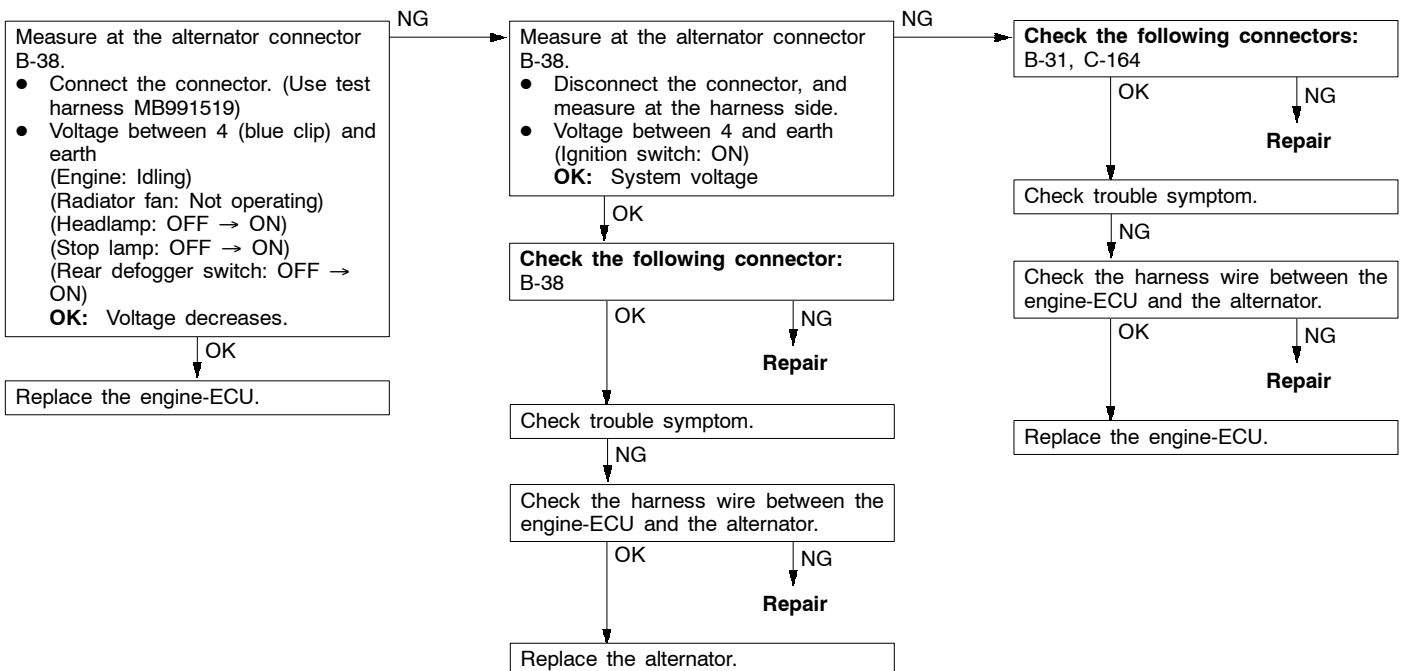 Measure at the alternator connector
B-38.
● Connect the connector. (Use test
harness MB991519)
● Voltage between 4 (blue clip) and
earth
(Engine: Idling)
(Radiator fan: Not operating)
(Headlamp: OFF → ON)
(Stop lamp: OFF → ON)
(Rear defogger switch: OFF →
ON)
OK: Voltage decreases.
NG
OK
Replace the engine-ECU.
Measure at the alternator connector
B-38.
● Disconnect the connector, and
measure at the harness side.
● Voltage between 4 and earth
(Ignition switch: ON)
OK: System voltage
NG
OK
Check the following connector:
B-38
OK
NG
Repair
Check trouble symptom.
NG
Check the harness wire between the
engine-ECU and the alternator.
OK
NG
Repair
Replace the alternator.
Check the following connectors:
B-31, C-164
OK
NG
Repair
Check trouble symptom.
NG
Check the harness wire between the
engine-ECU and the alternator.
OK
NG
Repair
Replace the engine-ECU.